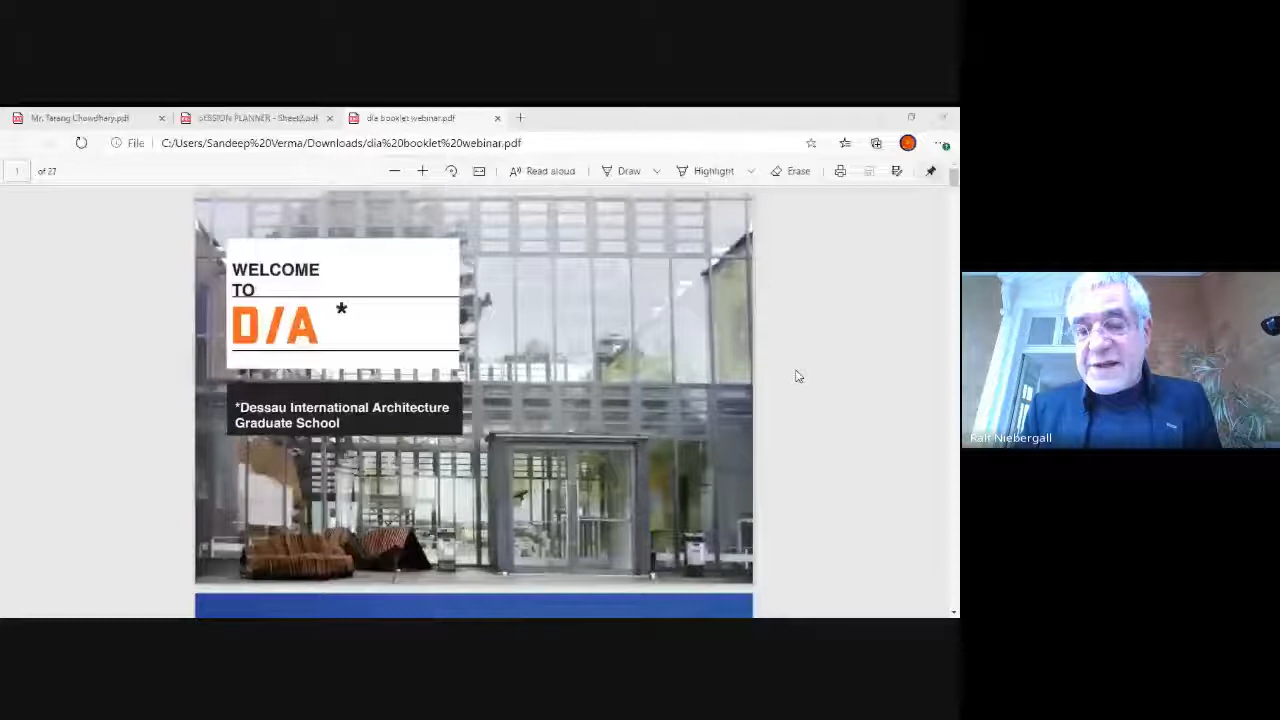 Mr. Tarang Chowdhary.pdf
SESSION PLANNER - Sheet2.pdf
dia booklet webinar.pdf
File
C:/Users/Sandeep%20Verma/Downloads/dia%20booklet%20webinar.pdf
1 of 27
Read aloud
Draw
Highlight
Erase
WELCOME
TO
D/A *
*Dessau International Architecture
Graduate School
Ralf Niebergall